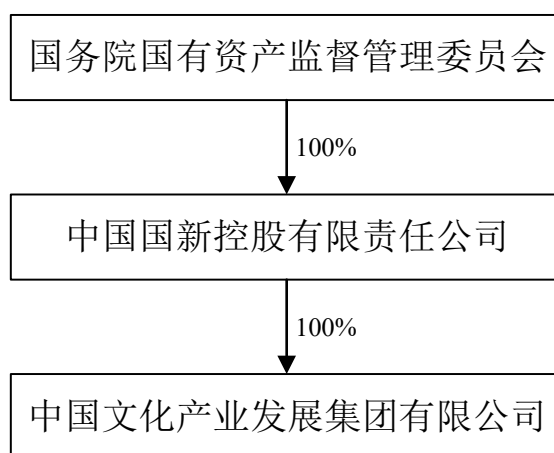 国务院国有资产监督管理委员会
100%
中国国新控股有限责任公司
100%
中国文化产业发展集团有限公司